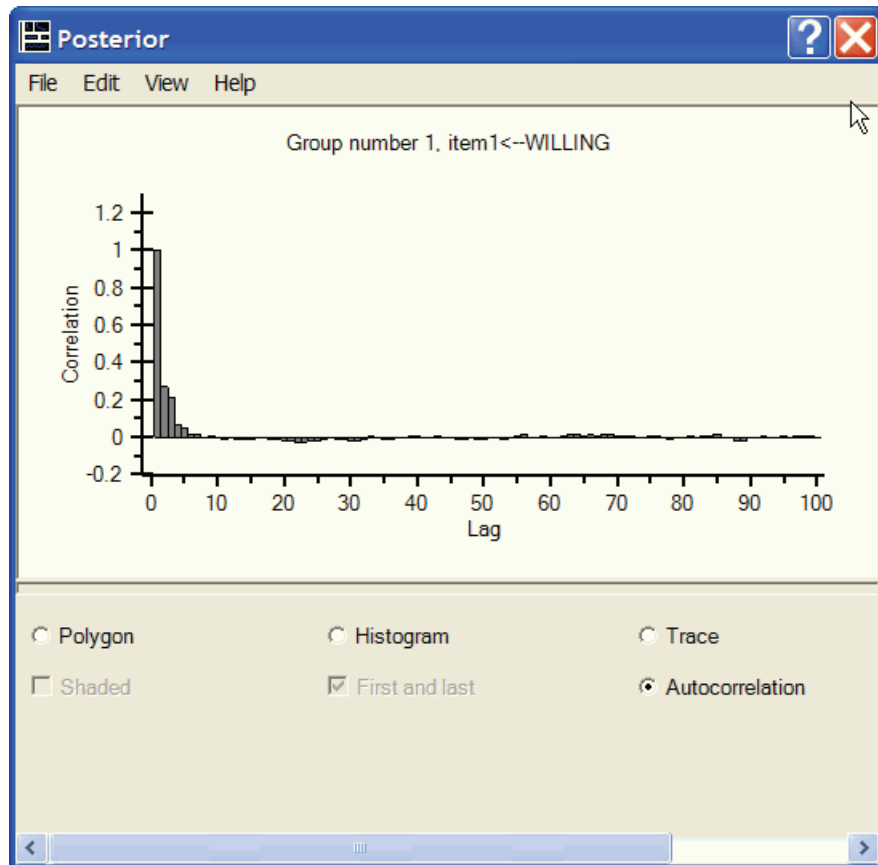 Posterior
File Edit View Help
Group number 1, item1<--WILLING
Correlation
1.2
1
0.8
0.6
0.4
0.2
0
-0.2
0 10 20 30 40 50 60 70 80 90 100
Lag
Polygon Histogram Trace
Shaded First and last Autocorrelation